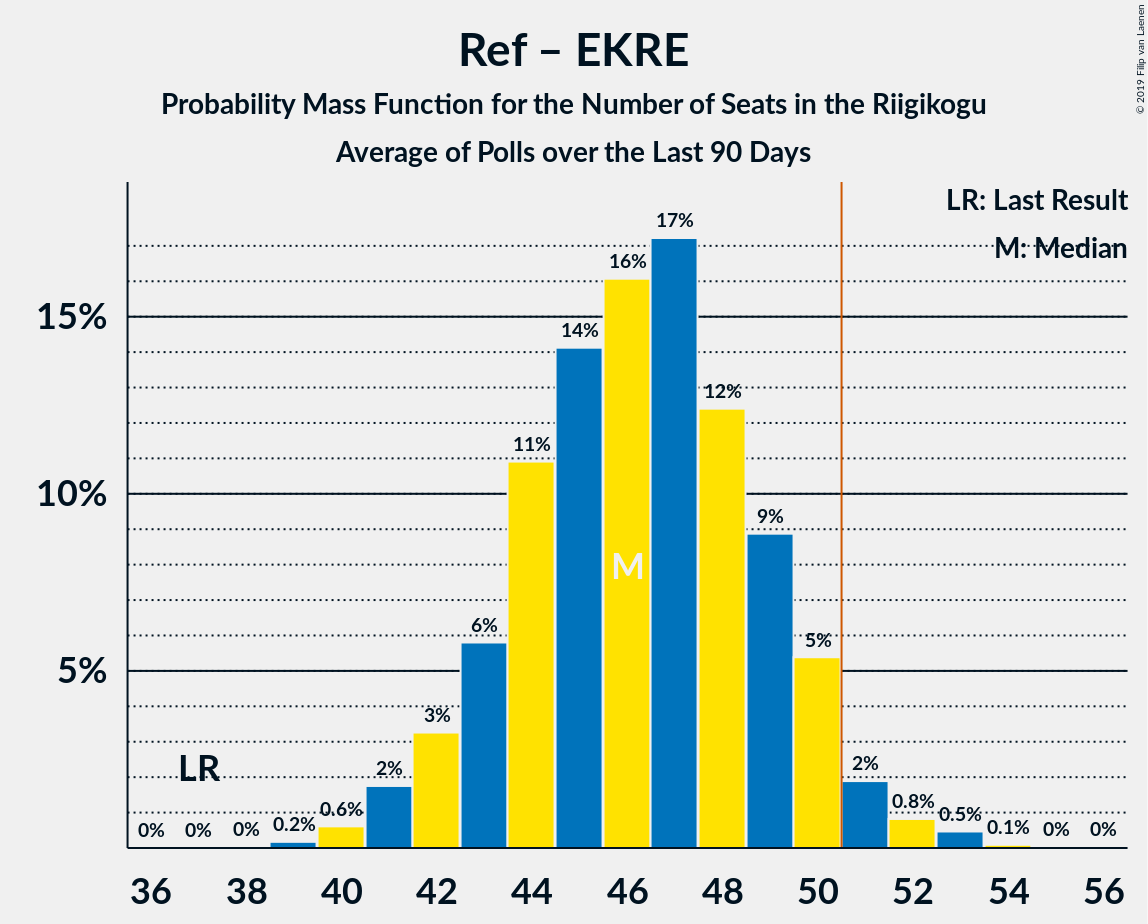 Ref – EKRE
Probability Mass Function for the Number of Seats in the Riigikogu
Average of Polls over the Last 90 Days
© 2019 Filip van Laenen
LR: Last Result
M: Median
15%
10%
5%
0%
0%
0%
0.2%
0.6%
2%
3%
6%
11%
14%
16%
17%
12%
9%
5%
2%
0.8%
0.5%
0.1%
0%
0%
LR
M
36 38 40 42 44 46 48 50 52 54 56